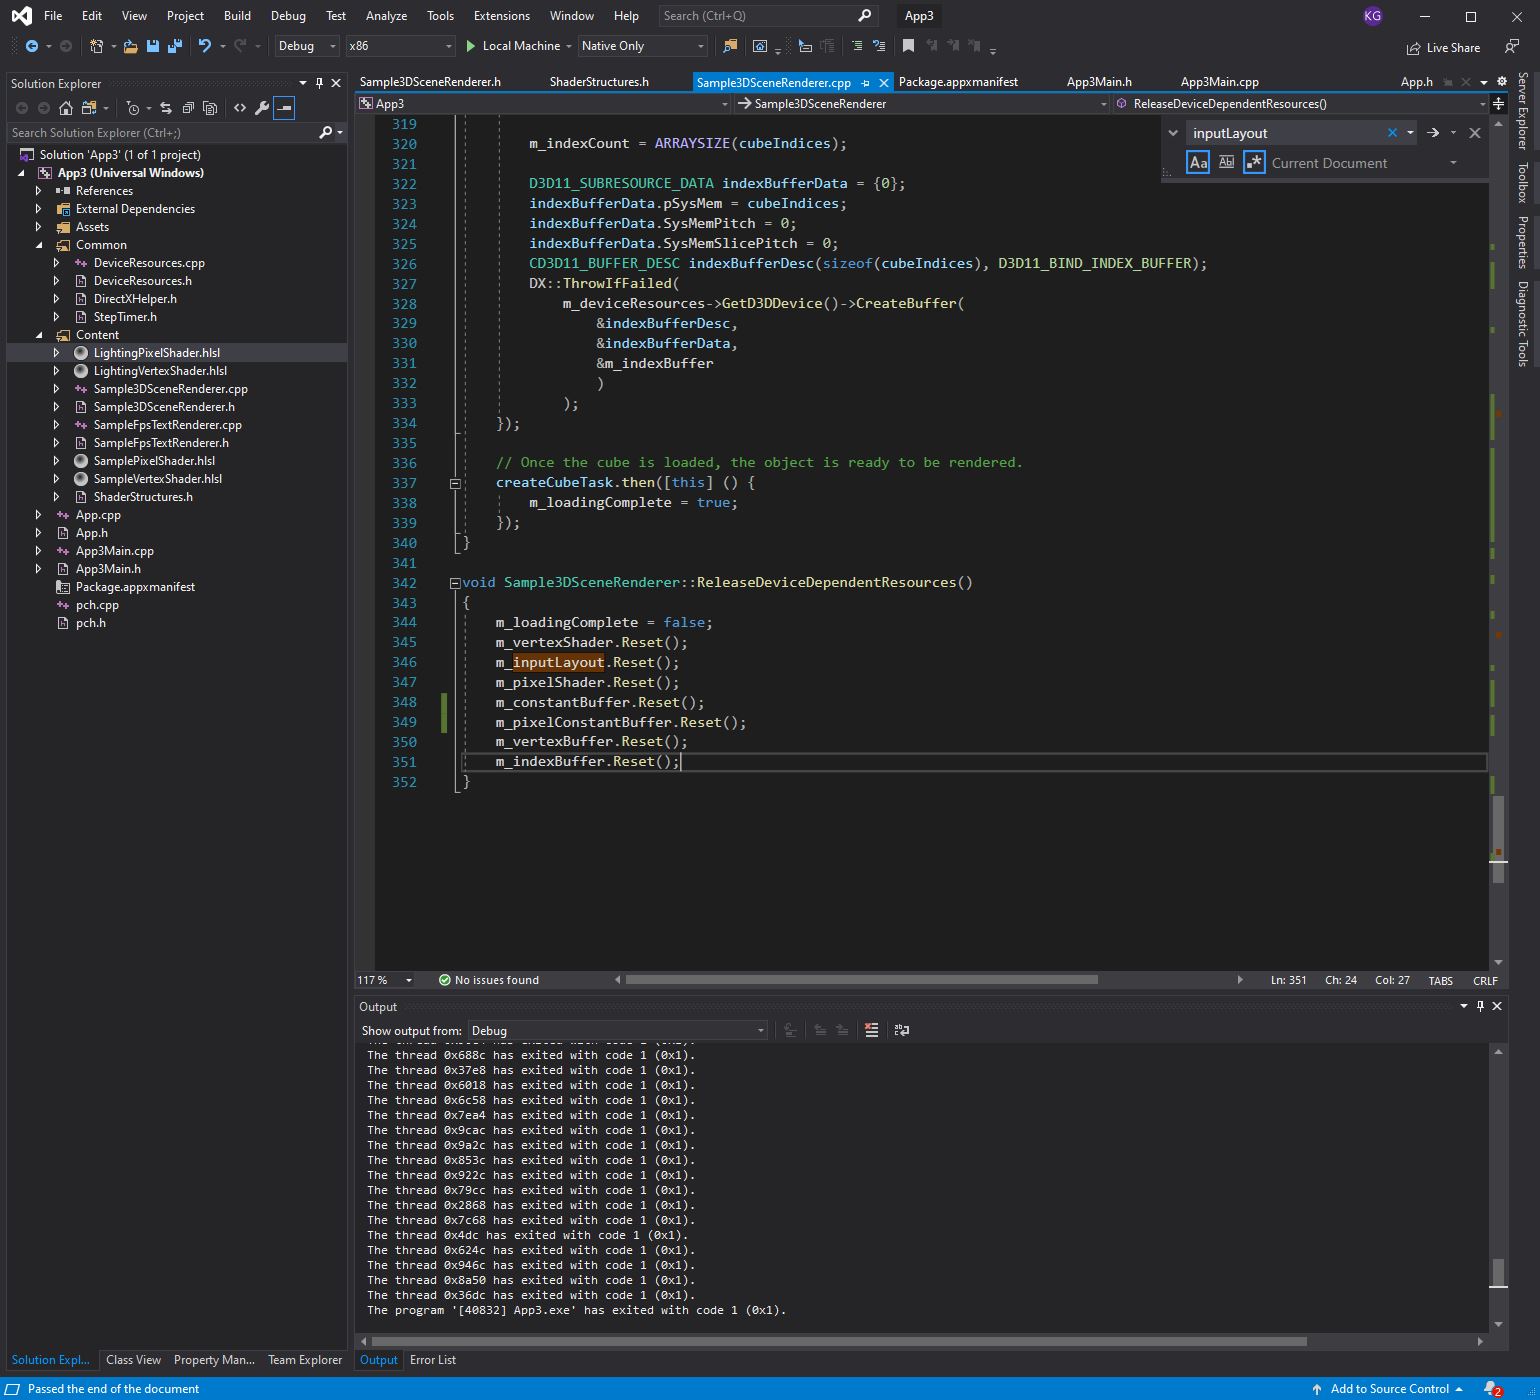 File Edit View Project Build Debug Test Analyze Tools Extensions Window Help Search (Ctrl+Q) App3 KG
Debug x86 Local Machine Native Only Live Share
Solution Explorer
Search Solution Explorer (Ctrl+;)
Solution 'App3' (1 of 1 project)
App3 (Universal Windows)
References
External Dependencies
Assets
Common
DeviceResources.cpp
DeviceResources.h
DirectXHelper.h
StepTimer.h
Content
LightingPixelShader.hlsl
LightingVertexShader.hlsl
Sample3DSceneRenderer.cpp
Sample3DSceneRenderer.h
SampleFpsTextRenderer.cpp
SampleFpsTextRenderer.h
SamplePixelShader.hlsl
SampleVertexShader.hlsl
ShaderStructures.h
App.cpp
App.h
App3Main.cpp
App3Main.h
Package.appxmanifest
pch.cpp
pch.h
Solution Expl... Class View Property Man... Team Explorer
Sample3DSceneRenderer.h ShaderStructures.h Sample3DSceneRenderer.cpp Package.appxmanifest App3Main.h App3Main.cpp App.h
App3 Sample3DSceneRenderer ReleaseDeviceDependentResources()
inputLayout
Aa Ab Current Document
319
320 m_indexCount = ARRAYSIZE(cubeIndices);
321
322 D3D11_SUBRESOURCE_DATA indexBufferData = {0};
323 indexBufferData.pSysMem = cubeIndices;
324 indexBufferData.SysMemPitch = 0;
325 indexBufferData.SysMemSlicePitch = 0;
326 CD3D11_BUFFER_DESC indexBufferDesc(sizeof(cubeIndices), D3D11_BIND_INDEX_BUFFER);
327 DX::ThrowIfFailed(
328 m_deviceResources->GetD3DDevice()->CreateBuffer(
329 &indexBufferDesc,
330 &indexBufferData,
331 &m_indexBuffer
332 )
333 );
334 });
335
336 // Once the cube is loaded, the object is ready to be rendered.
337 createCubeTask.then([this] () {
338 m_loadingComplete = true;
339 });
340 }
341
342 void Sample3DSceneRenderer::ReleaseDeviceDependentResources()
343 {
344 m_loadingComplete = false;
345 m_vertexShader.Reset();
346 m_inputLayout.Reset();
347 m_pixelShader.Reset();
348 m_constantBuffer.Reset();
349 m_pixelConstantBuffer.Reset();
350 m_vertexBuffer.Reset();
351 m_indexBuffer.Reset();
352 }
117 % No issues found Ln: 351 Ch: 24 Col: 27 TABS CRLF
Server Explorer
Toolbox
Properties
Diagnostic Tools
Output
Show output from: Debug
The thread 0x688c has exited with code 1 (0x1).
The thread 0x37e8 has exited with code 1 (0x1).
The thread 0x6018 has exited with code 1 (0x1).
The thread 0x6c58 has exited with code 1 (0x1).
The thread 0x7ea4 has exited with code 1 (0x1).
The thread 0x9cac has exited with code 1 (0x1).
The thread 0x9a2c has exited with code 1 (0x1).
The thread 0x853c has exited with code 1 (0x1).
The thread 0x922c has exited with code 1 (0x1).
The thread 0x79cc has exited with code 1 (0x1).
The thread 0x2868 has exited with code 1 (0x1).
The thread 0x7c68 has exited with code 1 (0x1).
The thread 0x4dc has exited with code 1 (0x1).
The thread 0x624c has exited with code 1 (0x1).
The thread 0x946c has exited with code 1 (0x1).
The thread 0x8a50 has exited with code 1 (0x1).
The thread 0x36dc has exited with code 1 (0x1).
The program '[40832] App3.exe' has exited with code 1 (0x1).
Output Error List
Passed the end of the document Add to Source Control 2